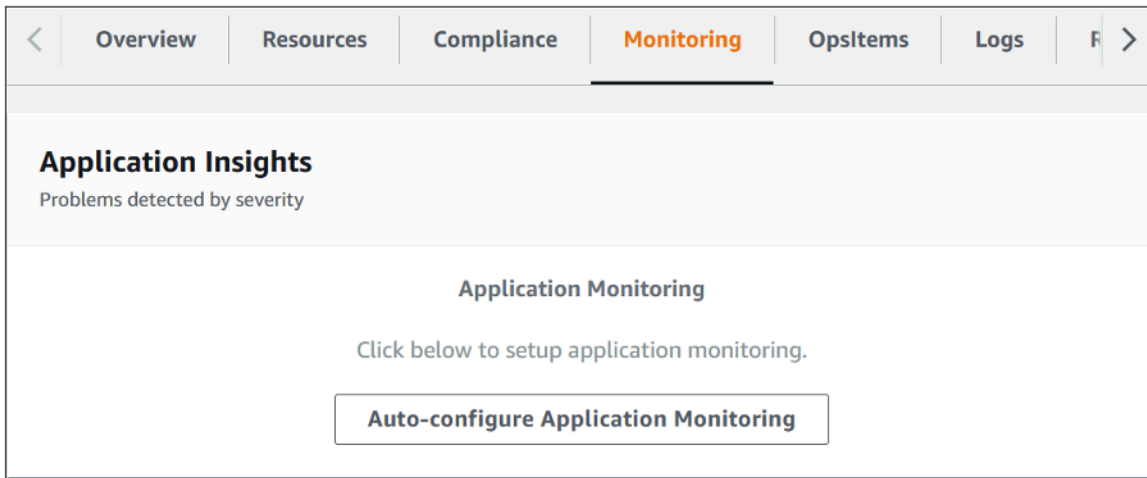 Overview Resources Compliance Monitoring OpsItems Logs
Application Insights
Problems detected by severity
Application Monitoring
Click below to setup application monitoring.
Auto-configure Application Monitoring